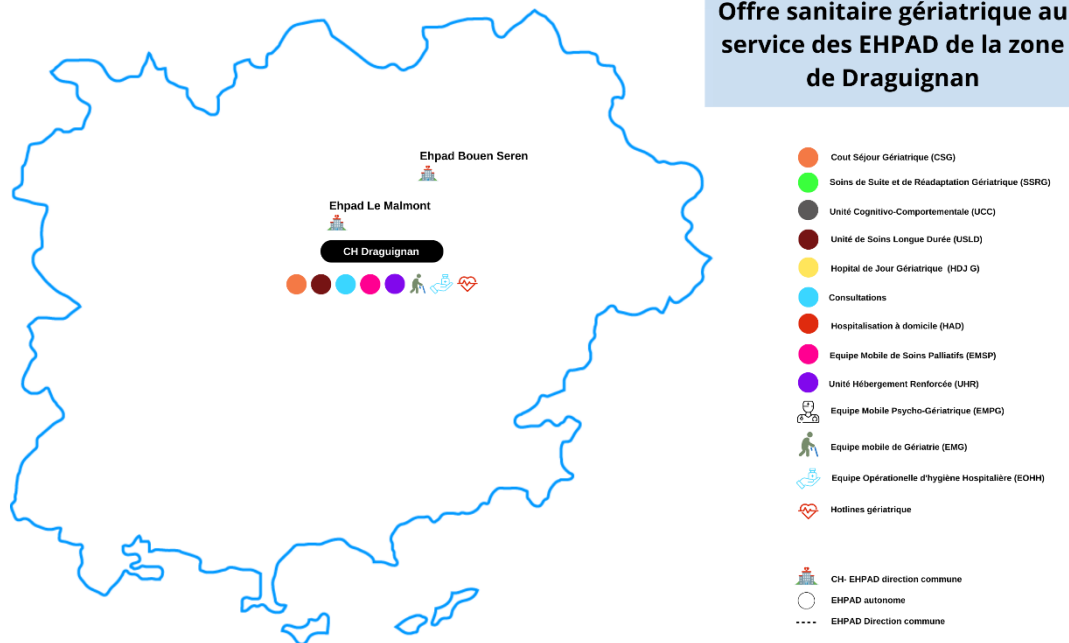 Offre sanitaire gériatrique au
service des EHPAD de la zone
de Draguignan
Ehpad Bouen Seren
Ehpad Le Malmont
CH Draguignan
Cout Séjour Gériatrique (CSG)
Soins de Suite et de Réadaptation Gériatrique (SSRG)
Unité Cognitivo-Comportementale (UCC)
Unité de Soins Longue Durée (USLD)
Hopital de Jour Gériatrique (HDJ G)
Consultations
Hospitalisation à domicile (HAD)
Equipe Mobile de Soins Palliatifs (EMSP)
Unité Hébergement Renforcée (UHR)
Equipe Mobile Psycho-Gériatrique (EMPG)
Equipe mobile de Gériatrie (EMG)
Equipe Opérationelle d'hygiène Hospitalière (EOHH)
Hotlines gériatrique
CH- EHPAD direction commune
EHPAD autonome
EHPAD Direction commune